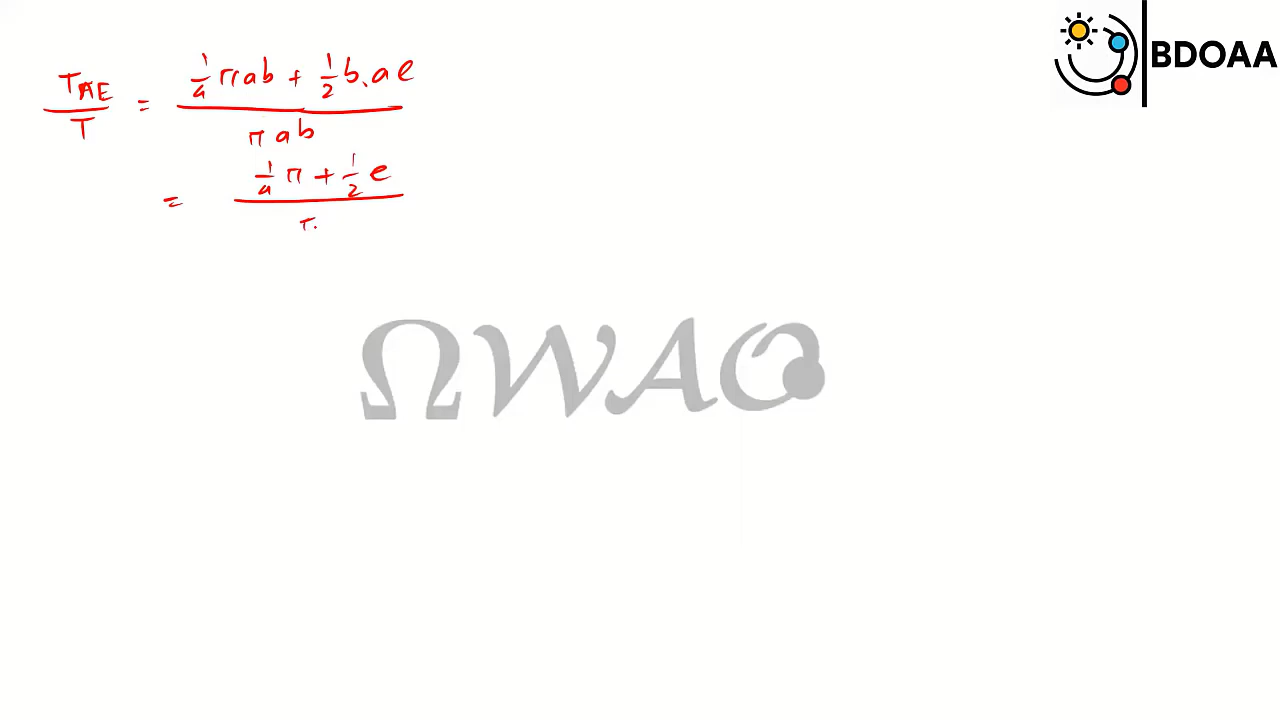 BDOAA
T_AE / T = (1/4 πab + 1/2 b.ae) / πab
= (1/4 π + 1/2 e) / π
ΩWAO